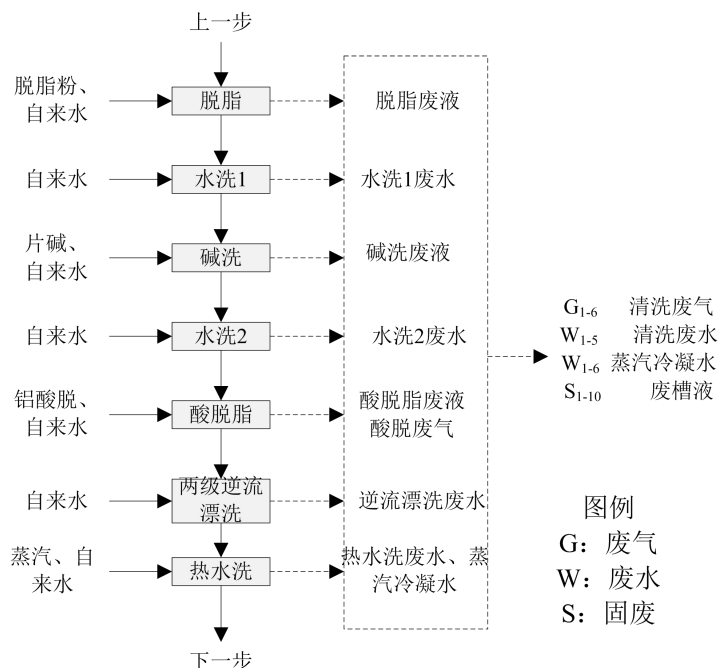 上一步
脱脂粉、
自来水
脱脂
脱脂废液
自来水
水洗1
水洗1废水
片碱、
自来水
碱洗
碱洗废液
自来水
水洗2
水洗2废水
铝酸脱、
自来水
酸脱脂
酸脱脂废液
酸脱废气
自来水
两级逆流
漂洗
逆流漂洗废水
蒸汽、自
来水
热水洗
热水洗废水、蒸
汽冷凝水
下一步
G1-6 清洗废气
W1-5 清洗废水
W1-6 蒸汽冷凝水
S1-10 废槽液
图例
G：废气
W：废水
S：固废